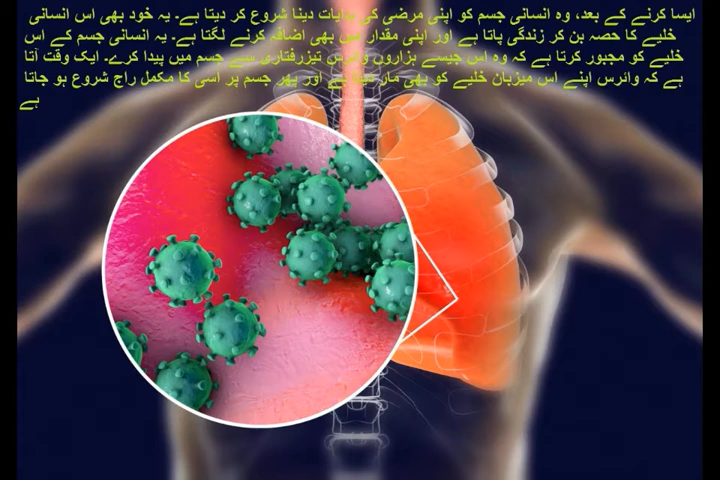 ایسا کرنے کے بعد، وہ انسانی جسم کو اپنی مرضی کی ہدایات دینا شروع کر دیتا ہے۔ یہ خود بھی اس انسانی
خلیے کا حصہ بن کر زندگی پاتا ہے اور اپنی مقدار میں بھی اضافہ کرنے لگتا ہے۔ یہ انسانی جسم کے اس
خلیے کو مجبور کرتا ہے کہ وہ اس جیسے ہزاروں وائرس تیزرفتاری سے جسم میں پیدا کرے۔ ایک وقت آتا
ہے کہ وائرس اپنے اس میزبان خلیے کو بھی مار دیتا ہے اور پھر جسم پر اسی کا مکمل راج شروع ہو جاتا
ہے